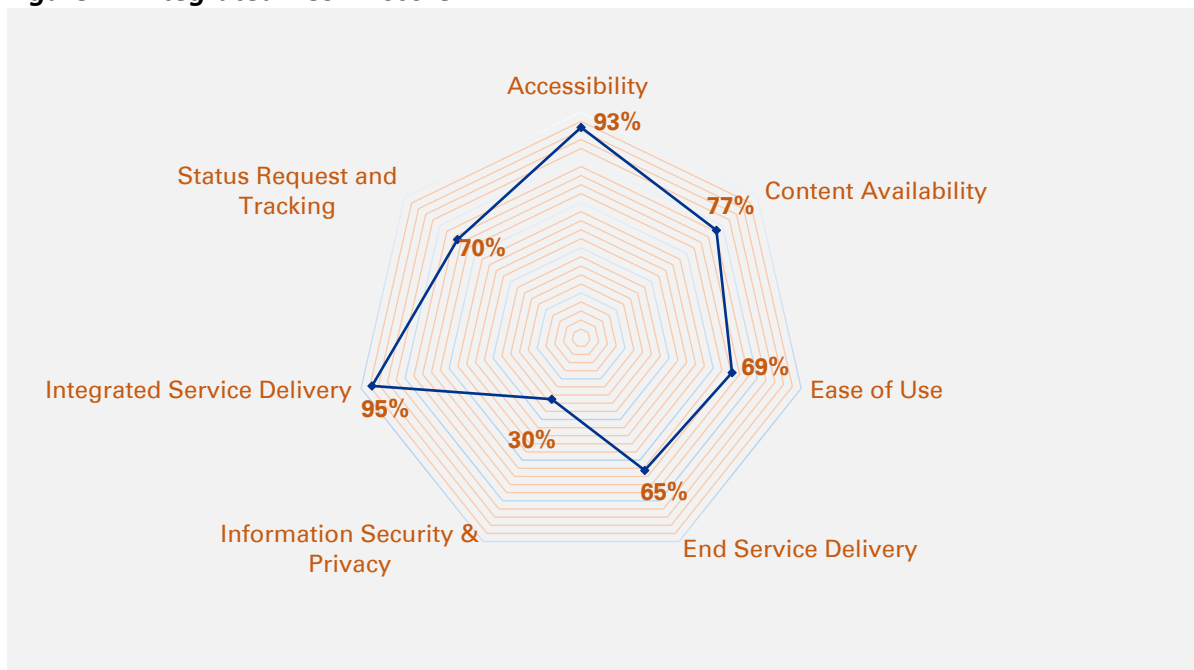 Accessibility
93%
Status Request and
Tracking
Content Availability
77%
70%
69%
Integrated Service Delivery
Ease of Use
95%
30%
65%
Information Security &
Privacy
End Service Delivery